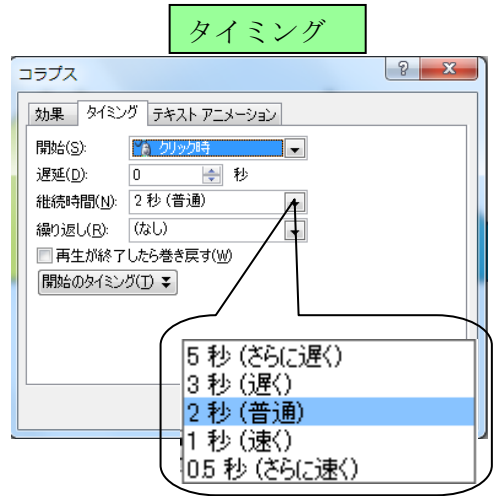 タイミング
コラプス
効果 タイミング テキスト アニメーション
開始(S): クリック時
遅延(D): 0 秒
継続時間(N): 2 秒 (普通)
繰り返し(R): (なし)
再生が終了したら巻き戻す(W)
開始のタイミング(T)
5 秒 (さらに遅く)
3 秒 (遅く)
2 秒 (普通)
1 秒 (速く)
0.5 秒 (さらに速く)